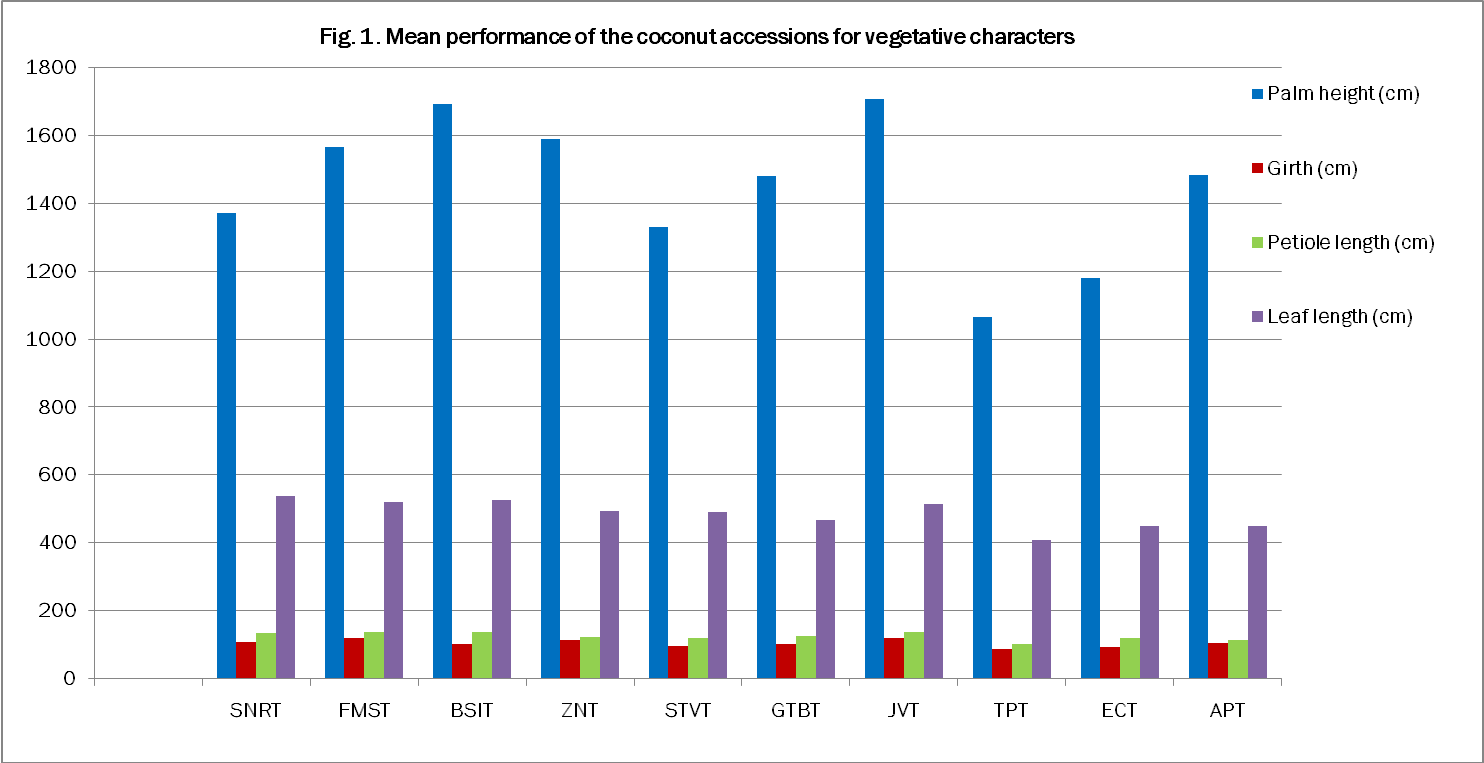 Fig. 1. Mean performance of the coconut accessions for vegetative characters
1800
1600
1400
1200
1000
800
600
400
200
0
SNRT FMST BSIT ZNT STVT GTBT JVT TPT ECT APT
Palm height (cm)
Girth (cm)
Petiole length (cm)
Leaf length (cm)